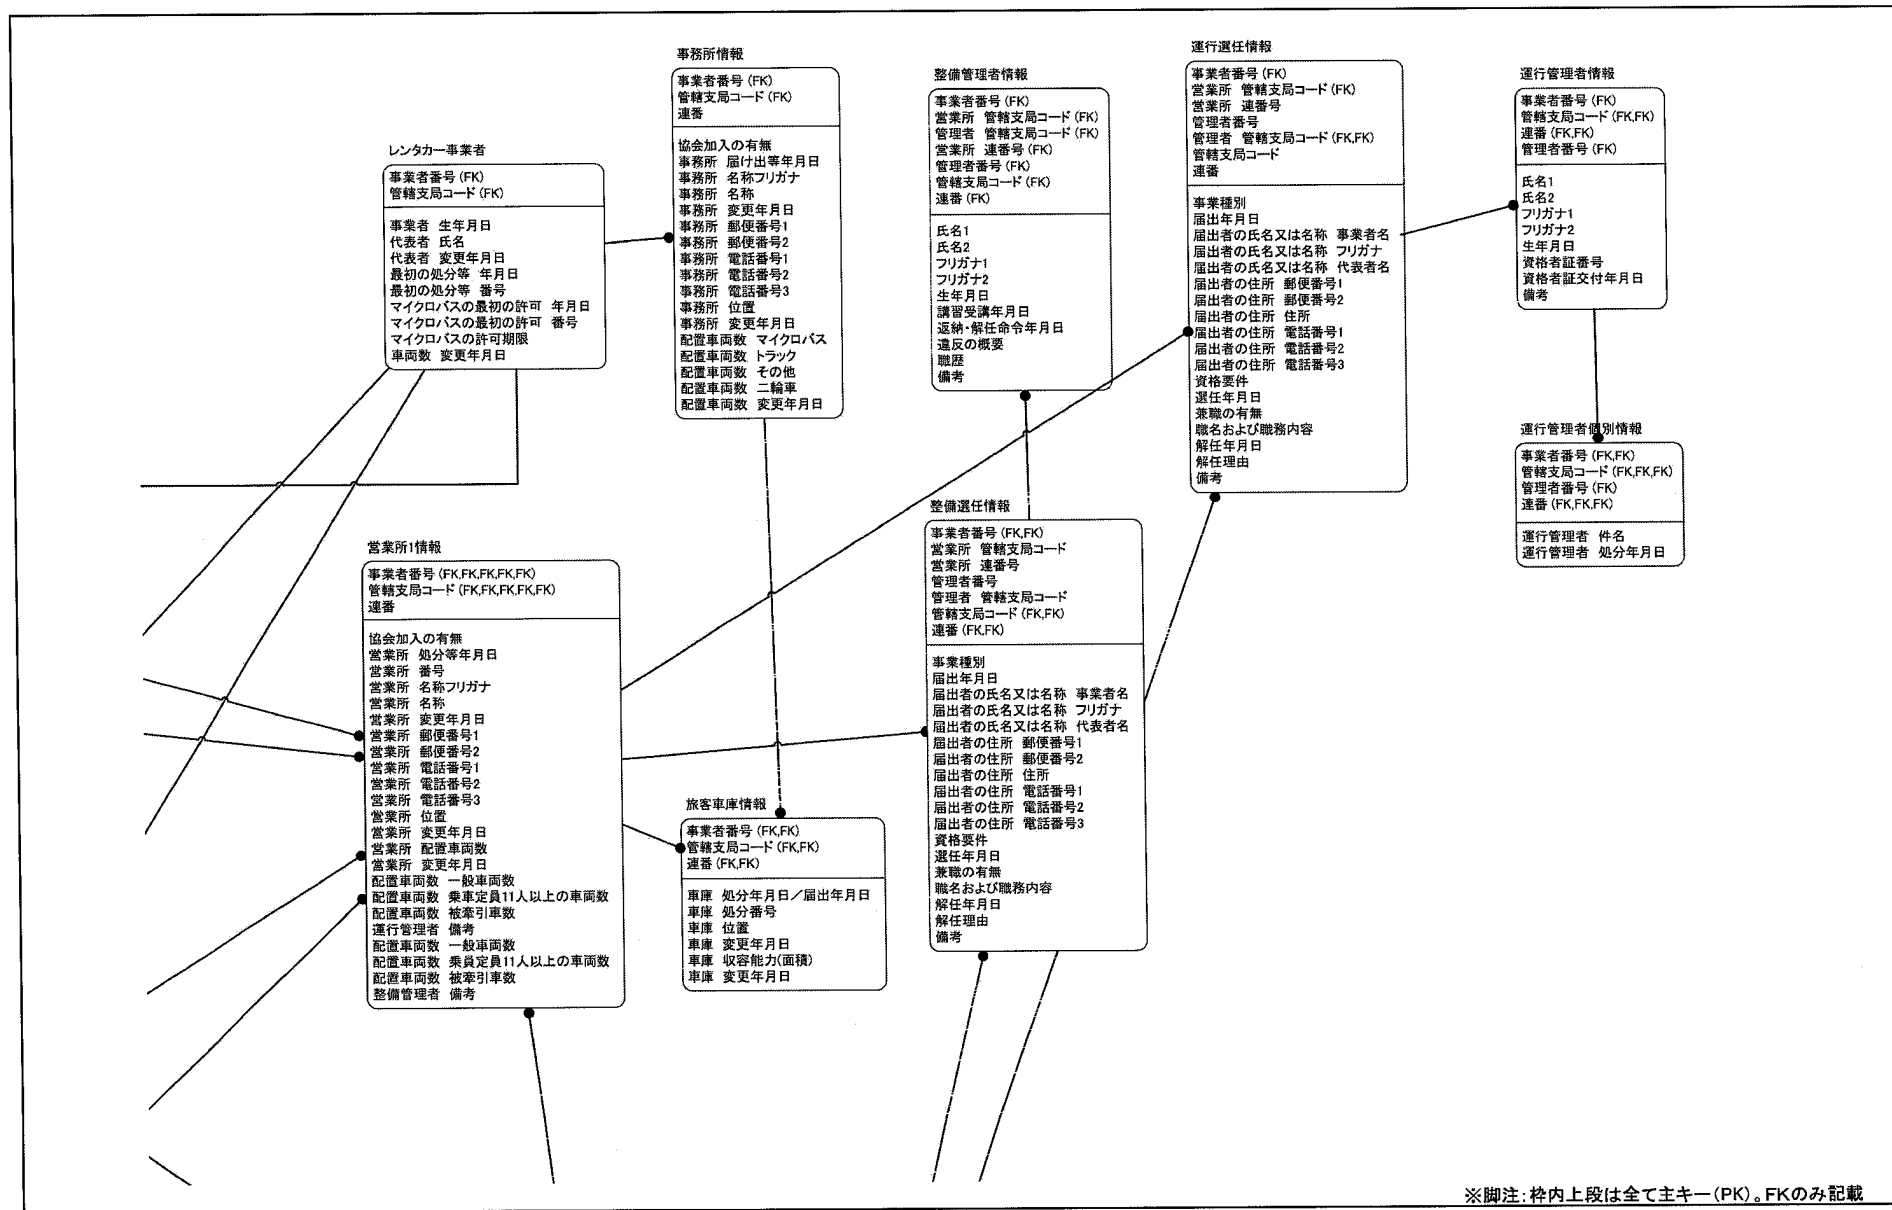 レンタカー事業者
事業者番号 (FK)
管轄支局コード (FK)
事業者 生年月日
代表者 氏名
代表者 変更年月日
最初の処分等 年月日
最初の処分等 番号
マイクロバスの最初の許可 年月日
マイクロバスの最初の許可 番号
マイクロバスの許可期限
車両数 変更年月日
事務所情報
事業者番号 (FK)
管轄支局コード (FK)
連番
協会加入の有無
事務所 届け出等年月日
事務所 名称フリガナ
事務所 名称
事務所 変更年月日
事務所 郵便番号1
事務所 郵便番号2
事務所 電話番号1
事務所 電話番号2
事務所 電話番号3
事務所 位置
事務所 変更年月日
配置車両数 マイクロバス
配置車両数 トラック
配置車両数 その他
配置車両数 二輪車
配置車両数 変更年月日
整備管理者情報
事業者番号 (FK)
営業所 管轄支局コード (FK)
管理者 管轄支局コード (FK)
営業所 連番号 (FK)
管理者番号 (FK)
管轄支局コード (FK)
連番 (FK)
氏名1
氏名2
フリガナ1
フリガナ2
生年月日
講習受講年月日
返納・解任命令年月日
違反の概要
職歴
備考
運行選任情報
事業者番号 (FK)
営業所 管轄支局コード (FK)
営業所 連番号
管理者番号
管理者 管轄支局コード (FK,FK)
管轄支局コード
連番
事業種別
届出年月日
届出者の氏名又は名称 事業者名
届出者の氏名又は名称 フリガナ
届出者の氏名又は名称 代表者名
届出者の住所 郵便番号1
届出者の住所 郵便番号2
届出者の住所 住所
届出者の住所 電話番号1
届出者の住所 電話番号2
届出者の住所 電話番号3
資格要件
選任年月日
兼職の有無
職名および職務内容
解任年月日
解任理由
備考
運行管理者情報
事業者番号 (FK)
管轄支局コード (FK,FK)
連番 (FK,FK)
管理者番号 (FK)
氏名1
氏名2
フリガナ1
フリガナ2
生年月日
資格者証番号
資格者証交付年月日
備考
運行管理者個別情報
事業者番号 (FK,FK)
管轄支局コード (FK,FK,FK)
管理者番号 (FK)
連番 (FK,FK,FK)
運行管理者 件名
運行管理者 処分年月日
営業所1情報
事業者番号 (FK,FK,FK,FK,FK)
管轄支局コード (FK,FK,FK,FK,FK)
連番
協会加入の有無
営業所 処分等年月日
営業所 番号
営業所 名称フリガナ
営業所 名称
営業所 変更年月日
営業所 郵便番号1
営業所 郵便番号2
営業所 電話番号1
営業所 電話番号2
営業所 電話番号3
営業所 位置
営業所 変更年月日
営業所 配置車両数
営業所 変更年月日
配置車両数 一般車両数
配置車両数 乗車定員11人以上の車両数
配置車両数 被牽引車数
運行管理者 備考
配置車両数 一般車両数
配置車両数 乗員定員11人以上の車両数
配置車両数 被牽引車数
整備管理者 備考
旅客車庫情報
事業者番号 (FK,FK)
管轄支局コード (FK,FK)
連番 (FK,FK)
車庫 処分年月日/届出年月日
車庫 処分番号
車庫 位置
車庫 変更年月日
車庫 収容能力(面積)
車庫 変更年月日
整備選任情報
事業者番号 (FK,FK)
営業所 管轄支局コード
営業所 連番号
管理者番号
管理者 管轄支局コード
管轄支局コード (FK,FK)
連番 (FK,FK)
事業種別
届出年月日
届出者の氏名又は名称 事業者名
届出者の氏名又は名称 フリガナ
届出者の氏名又は名称 代表者名
届出者の住所 郵便番号1
届出者の住所 郵便番号2
届出者の住所 住所
届出者の住所 電話番号1
届出者の住所 電話番号2
届出者の住所 電話番号3
資格要件
選任年月日
兼職の有無
職名および職務内容
解任年月日
解任理由
備考
※脚注:枠内上段は全て主キー(PK)。FKのみ記載